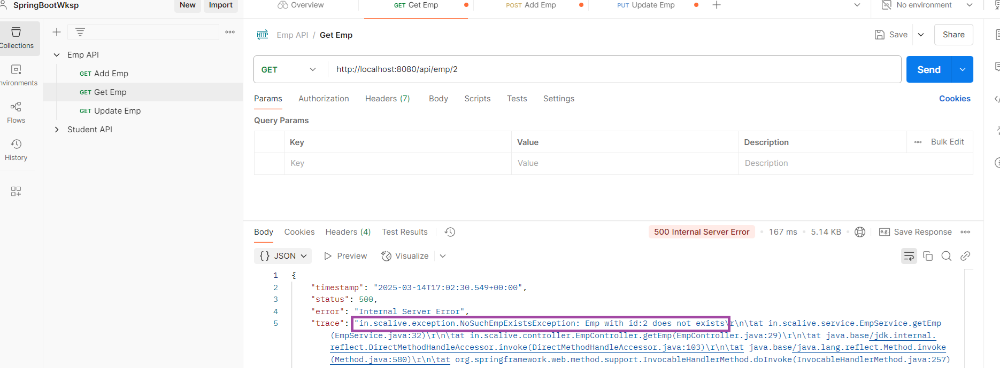 SpringBootWksp
New
Import
Overview
GET Get Emp
POST Add Emp
PUT Update Emp
No environment
Collections
Environments
Flows
History
Emp API
GET Add Emp
GET Get Emp
GET Update Emp
Student API
HTTP
Emp API / Get Emp
Save
Share
GET
http://localhost:8080/api/emp/2
Send
Params
Authorization
Headers (7)
Body
Scripts
Tests
Settings
Cookies
Query Params
Key
Value
Description
Bulk Edit
Key
Value
Description
Body
Cookies
Headers (4)
Test Results
500 Internal Server Error
167 ms
5.14 KB
e.g.
Save Response
{} JSON
Preview
Visualize
1 {
2 "timestamp": "2025-03-14T17:02:30.549+00:00",
3 "status": 500,
4 "error": "Internal Server Error",
5 "trace": "in.scalive.exception.NoSuchEmpExistsException: Emp with id:2 does not exists\r\n\tat in.scalive.service.EmpService.getEmp
(EmpService.java:32)\r\n\tat in.scalive.controller.EmpController.getEmp(EmpController.java:29)\r\n\tat java.base/jdk.internal.
reflect.DirectMethodHandleAccessor.invoke(DirectMethodHandleAccessor.java:103)\r\n\tat java.base/java.lang.reflect.Method.invoke
(Method.java:580)\r\n\tat org.springframework.web.method.support.InvocableHandlerMethod.doInvoke(InvocableHandlerMethod.java:257)